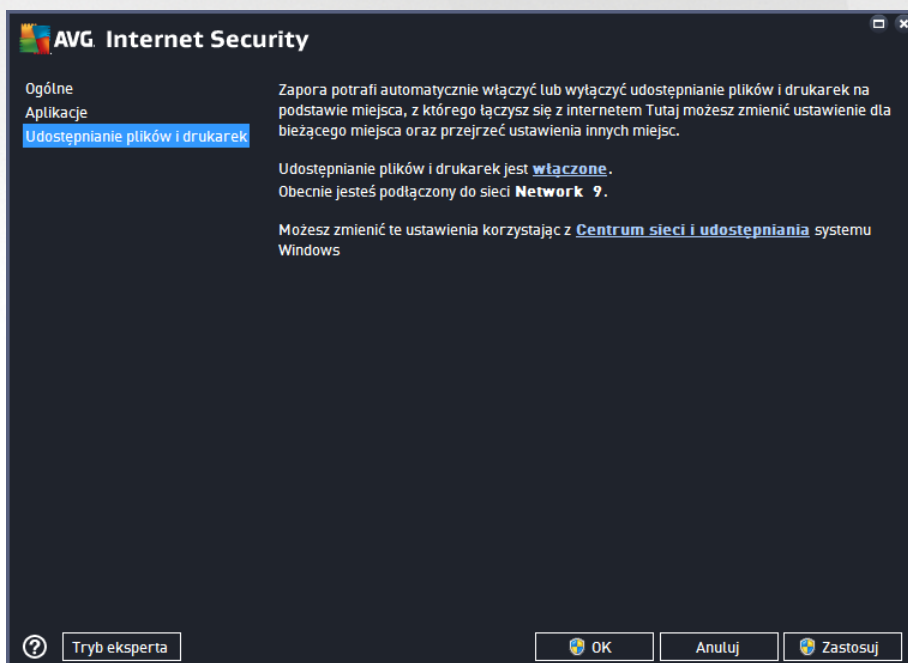 AVG. Internet Security
Ogólne
Aplikacje
Udostępnianie plików i drukarek
Zapora potrafi automatycznie włączyć lub wyłączyć udostępnianie plików i drukarek na
podstawie miejsca, z którego łączysz się z internetem Tutaj możesz zmienić ustawienie dla
bieżącego miejsca oraz przejrzeć ustawienia innych miejsc.
Udostępnianie plików i drukarek jest włączone.
Obecnie jesteś podłączony do sieci Network 9.
Możesz zmienić te ustawienia korzystając z Centrum sieci i udostępniania systemu
Windows
? Tryb eksperta OK Anuluj Zastosuj